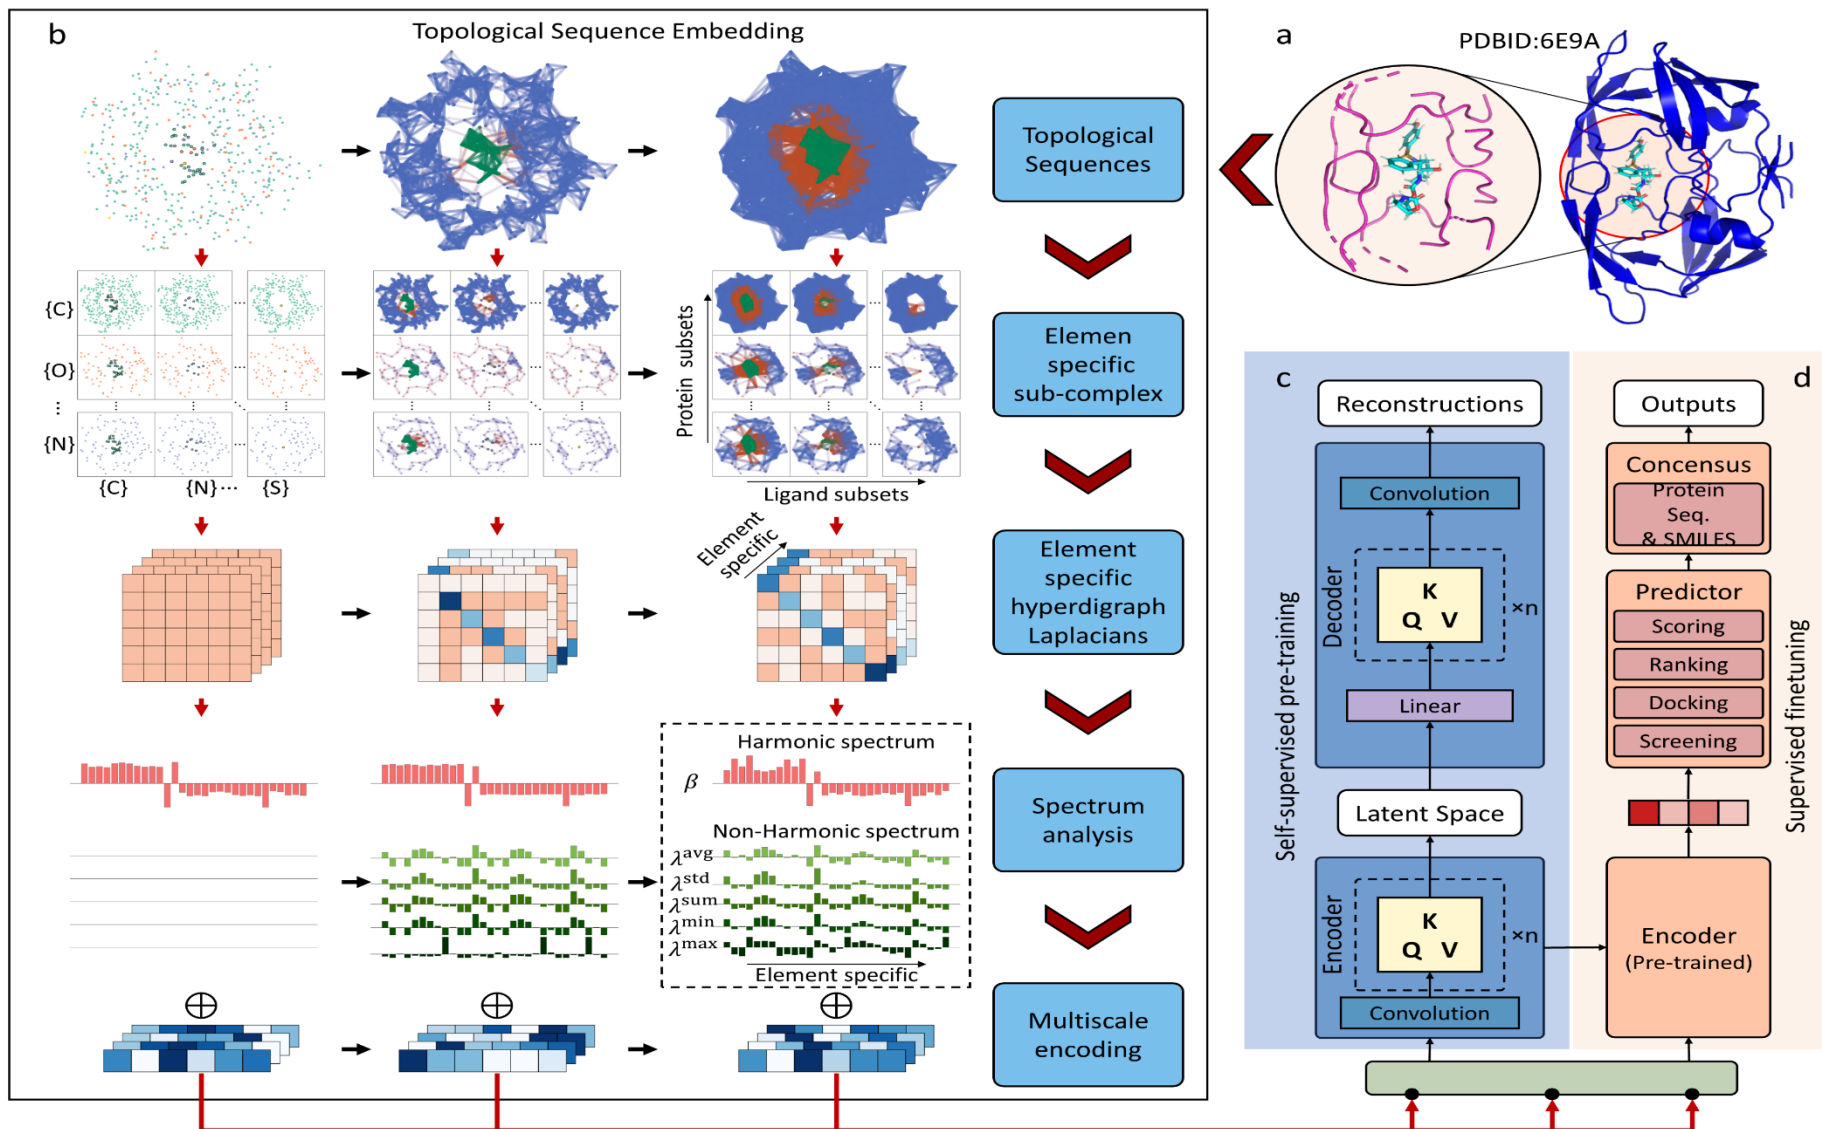 b
Topological Sequence Embedding
Topological
Sequences
{C}
{O}
{N}
{C}
{N}
{S}
Protein subsets
Ligand subsets
Elemen
specific
sub-complex
Element
specific
Element
specific
hyperdigraph
Laplacians
Harmonic spectrum
β
Non-Harmonic spectrum
λavg
λstd
λsum
λmin
λmax
Element specific
Spectrum
analysis
Multiscale
encoding
a
PDBID:6E9A
c
Self-supervised pre-training
Reconstructions
Decoder
Convolution
K
Q V
×n
Linear
Latent Space
Encoder
K
Q V
×n
Convolution
d
Supervised finetuning
Outputs
Concensus
Protein
Seq.
& SMILES
Predictor
Scoring
Ranking
Docking
Screening
Encoder
(Pre-trained)